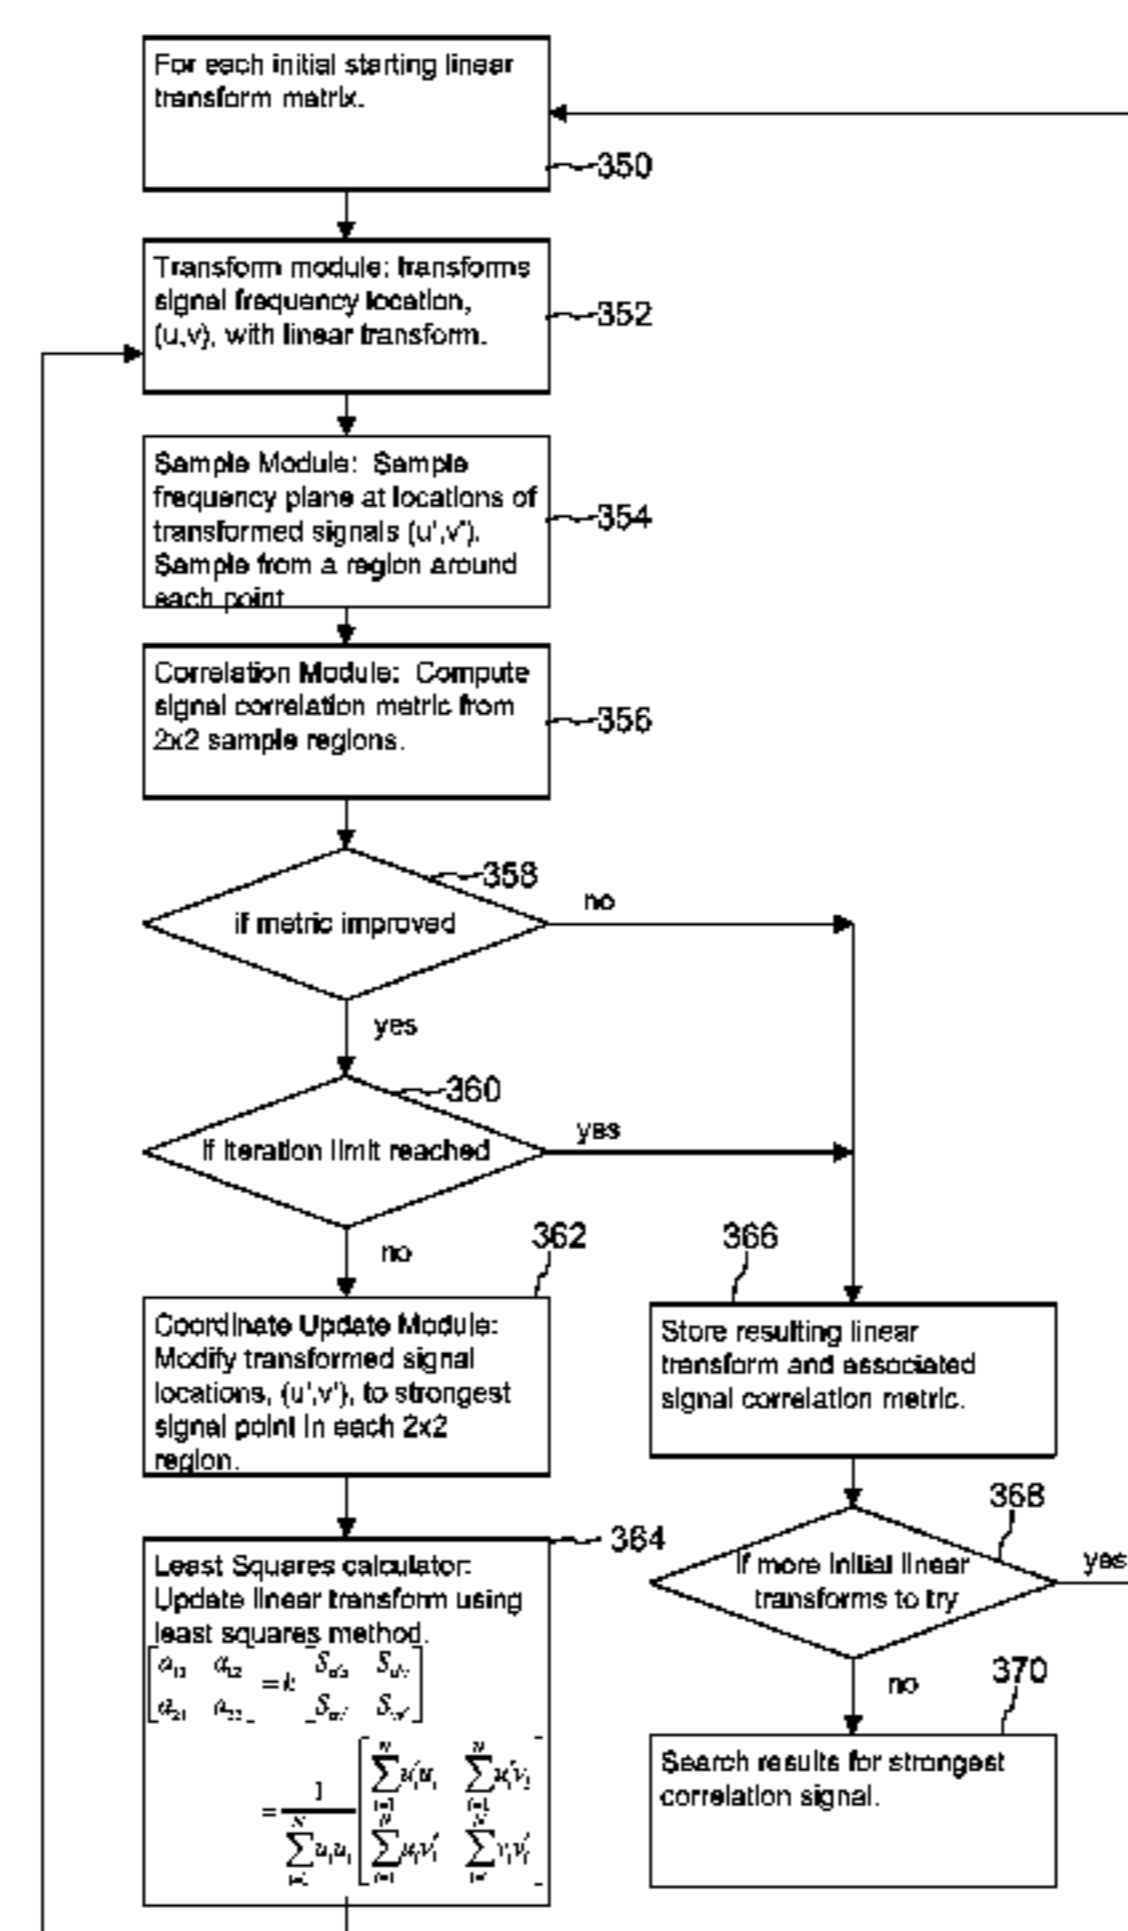 For each initial starting linear
transform matrix.
350
Transform module: transforms
signal frequency location,
(u,v), with linear transform.
352
Sample Module: Sample
frequency plane at locations of
transformed signals (u',v').
Sample from a region around
each point
354
Correlation Module: Compute
signal correlation metric from
2x2 sample regions.
356
358
if metric improved
no
yes
360
If iteration limit reached
yes
no
362
Coordinate Update Module:
Modify transformed signal
locations, (u',v'), to strongest
signal point in each 2x2
region.
366
Store resulting linear
transform and associated
signal correlation metric.
364
Least Squares calculator:
Update linear transform using
least squares method.
= k
= 1
368
If more initial linear
transforms to try
yes
no
370
Search results for strongest
correlation signal.